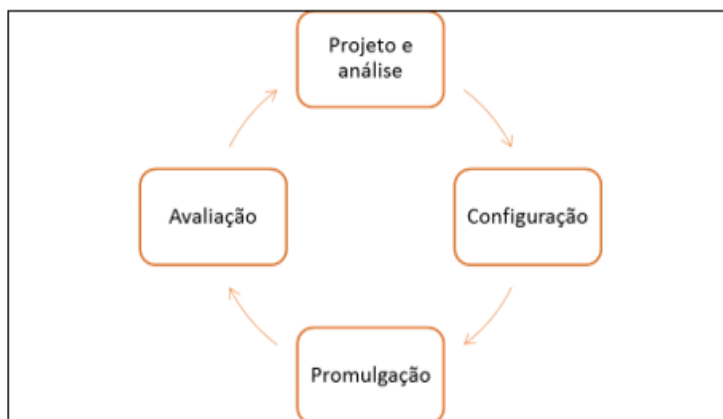 Projeto e
análise
Avaliação
Configuração
Promulgação